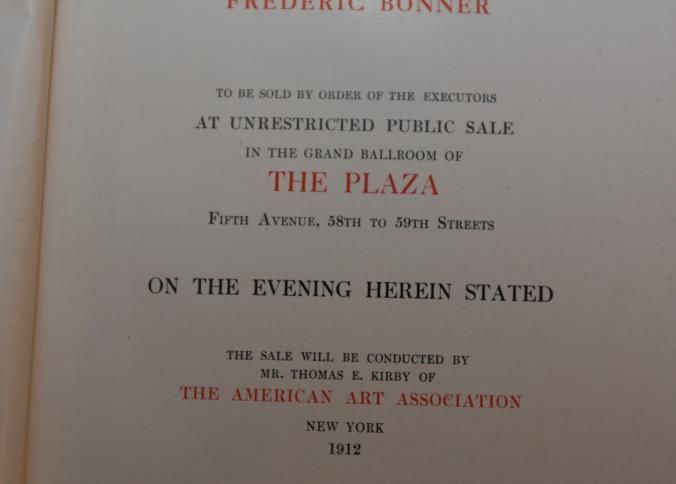 FREDERIC BONNER
TO BE SOLD BY ORDER OF THE EXECUTORS
AT UNRESTRICTED PUBLIC SALE
IN THE GRAND BALLROOM OF
THE PLAZA
FIFTH AVENUE, 58TH TO 59TH STREETS
ON THE EVENING HEREIN STATED
THE SALE WILL BE CONDUCTED BY
MR. THOMAS E. KIRBY OF
THE AMERICAN ART ASSOCIATION
NEW YORK
1912